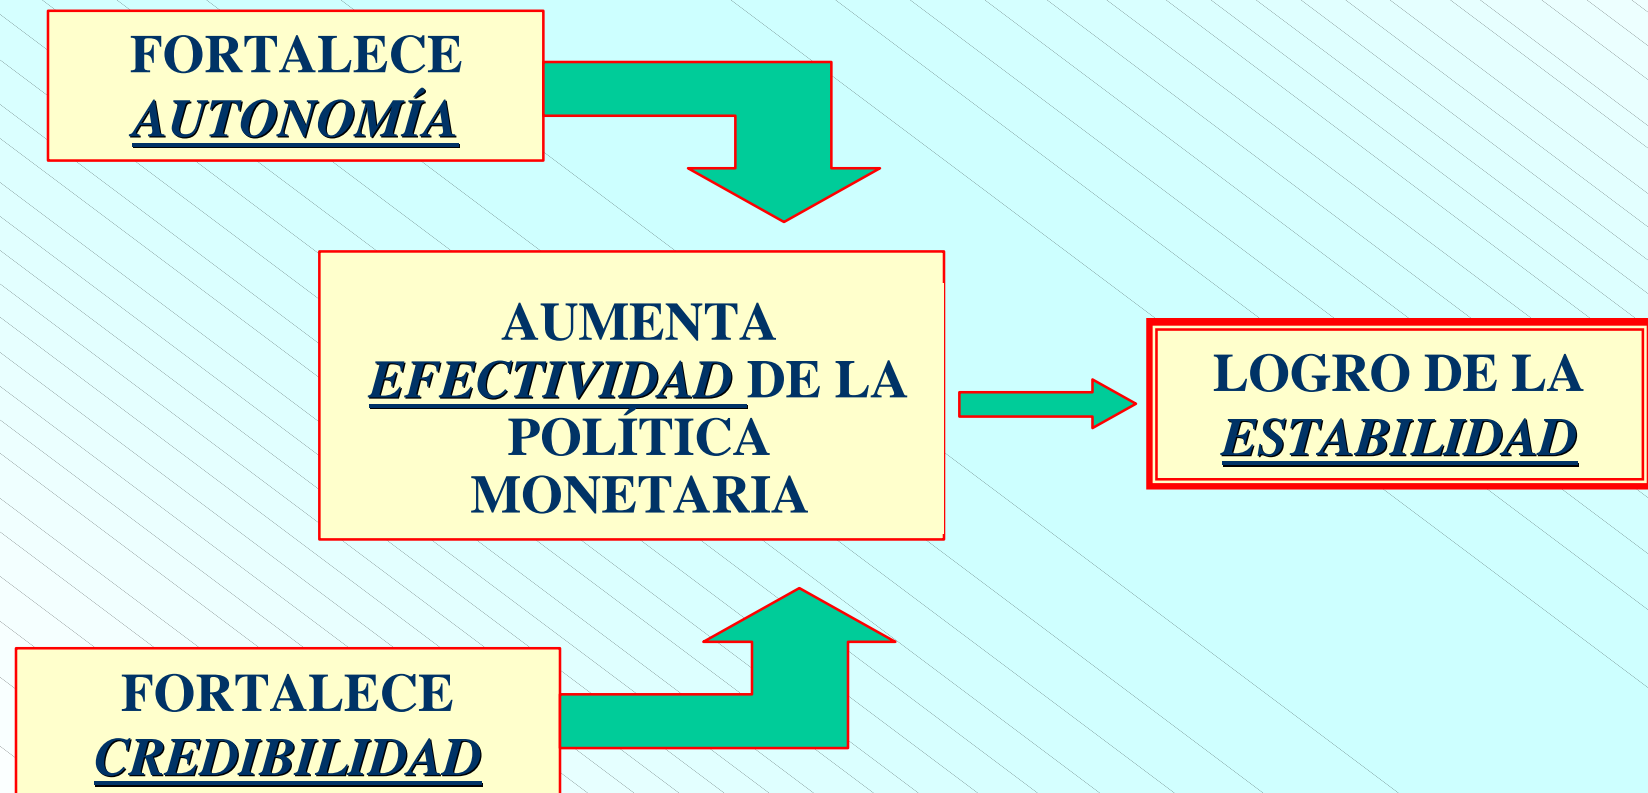 FORTALECE
AUTONOMÍA
AUMENTA
EFECTIVIDAD DE LA
POLÍTICA
MONETARIA
LOGRO DE LA
ESTABILIDAD
FORTALECE
CREDIBILIDAD